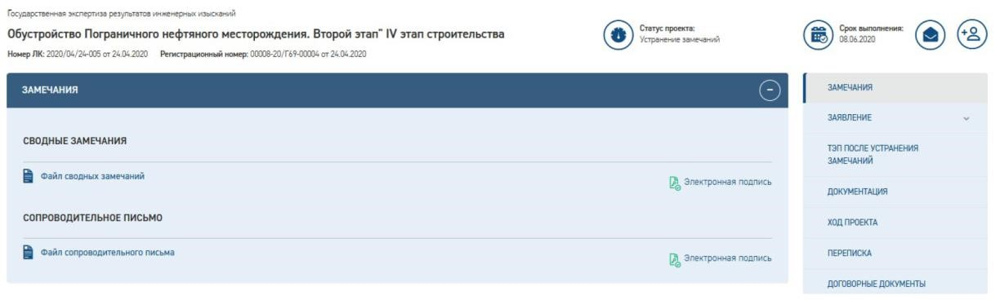 Государственная экспертиза результатов инженерных изысканий
Обустройство Пограничного нефтяного месторождения. Второй этап" IV этап строительства
Номер ЛК: 2020/04/24-005 от 24.04.2020 Регистрационный номер: 00008-20/Г69-00004 от 24.04.2020
Статус проекта:
Устранение замечаний
Срок выполнения:
08.06.2020
ЗАМЕЧАНИЯ
СВОДНЫЕ ЗАМЕЧАНИЯ
Файл сводных замечаний
Электронная подпись
СОПРОВОДИТЕЛЬНОЕ ПИСЬМО
Файл сопроводительного письма
Электронная подпись
ЗАМЕЧАНИЯ
ЗАЯВЛЕНИЕ
ТЭП ПОСЛЕ УСТРАНЕНИЯ
ЗАМЕЧАНИЙ
ДОКУМЕНТАЦИЯ
ХОД ПРОЕКТА
ПЕРЕПИСКА
ДОГОВОРНЫЕ ДОКУМЕНТЫ